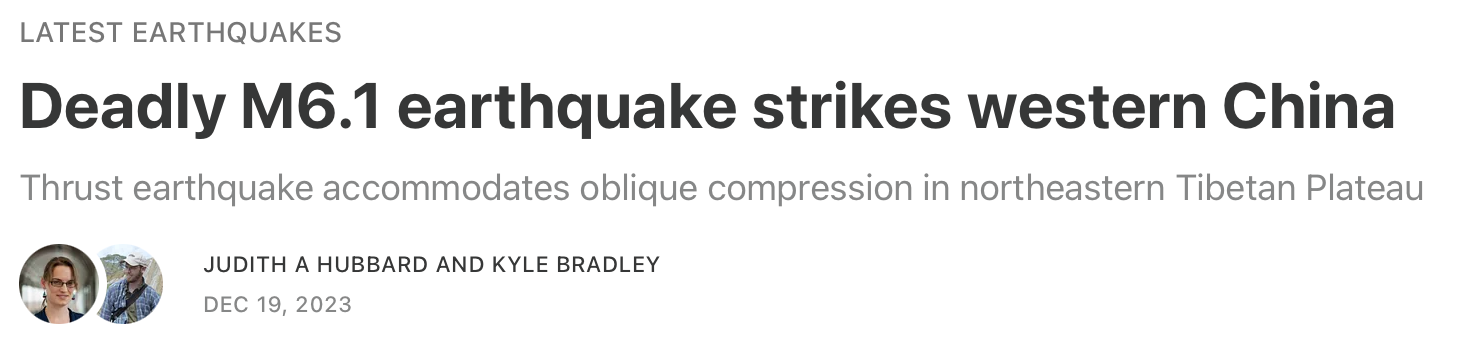 LATEST EARTHQUAKES
Deadly M6.1 earthquake strikes western China
Thrust earthquake accommodates oblique compression in northeastern Tibetan Plateau
JUDITH A HUBBARD AND KYLE BRADLEY
DEC 19, 2023